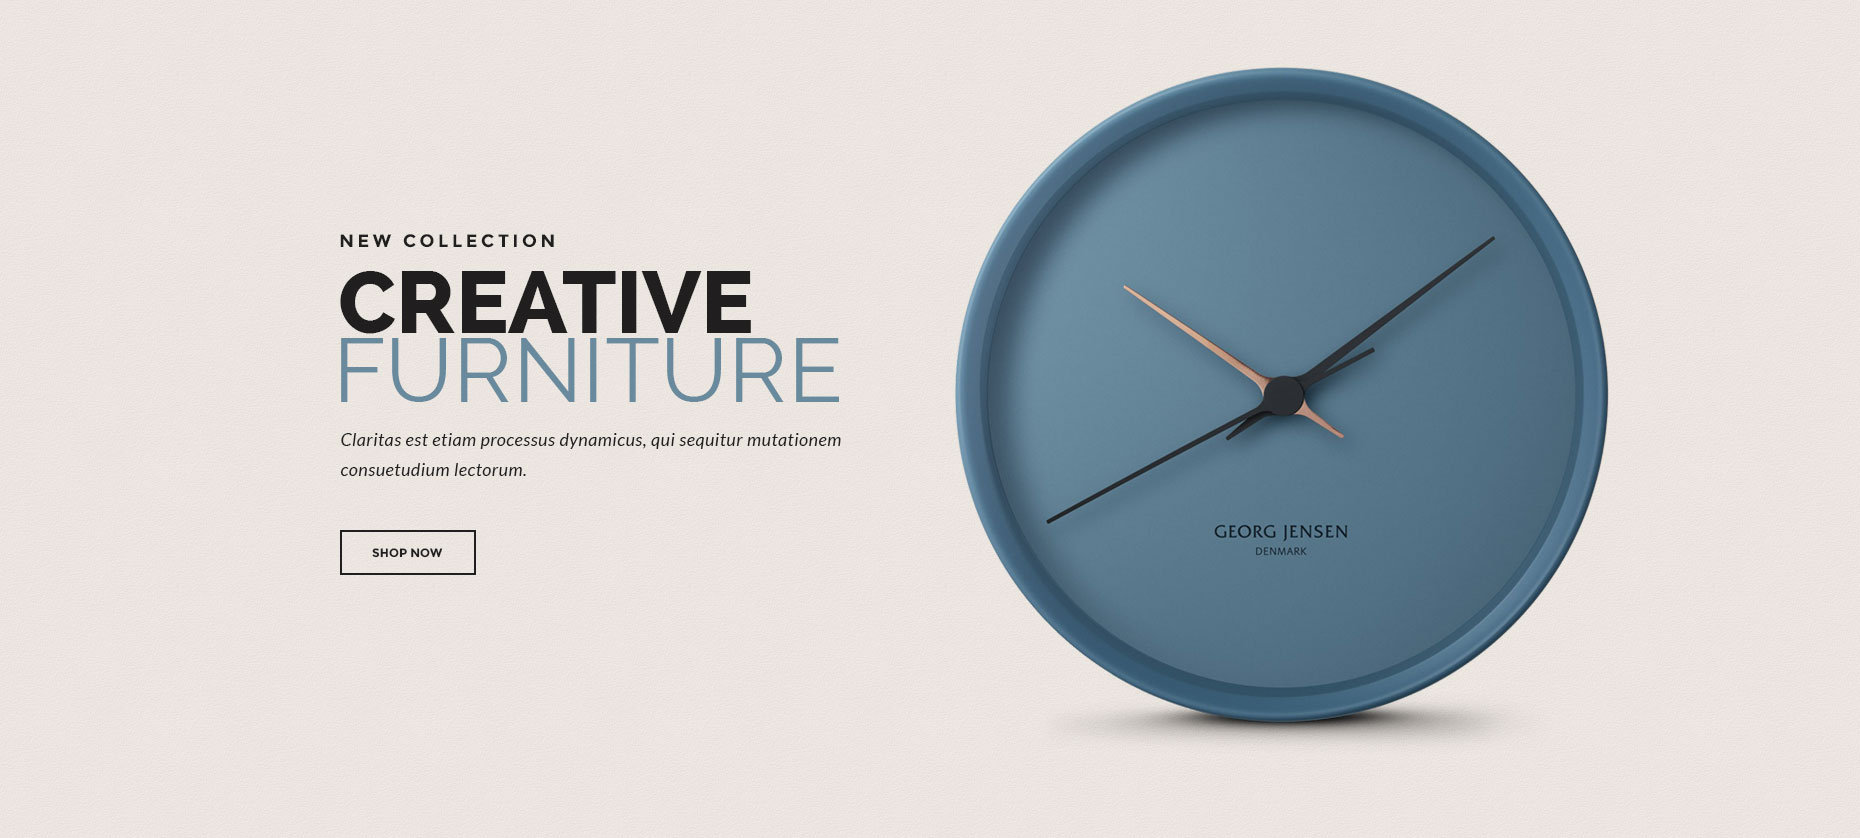 NEW COLLECTION
CREATIVE
FURNITURE
Claritas est etiam processus dynamicus, qui sequitur mutationem
consuetudium lectorum.
SHOP NOW
GEORG JENSEN
DENMARK